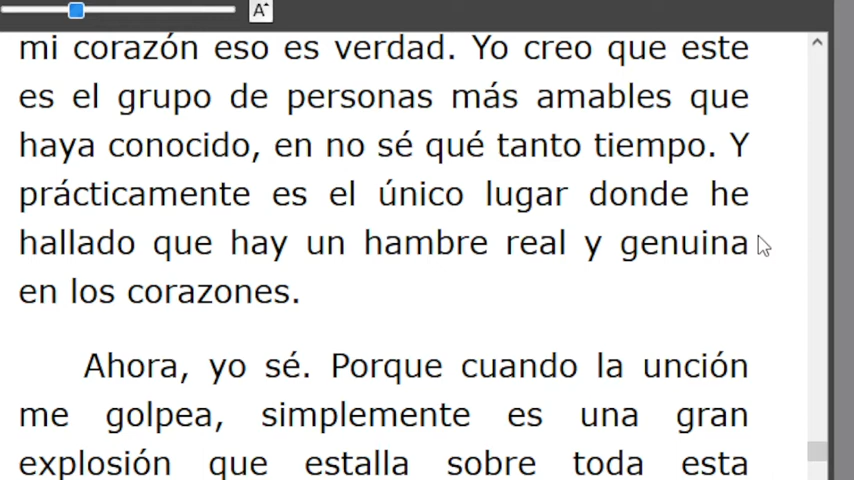 A
mi corazón eso es verdad. Yo creo que este
es el grupo de personas más amables que
haya conocido, en no sé qué tanto tiempo. Y
prácticamente es el único lugar donde he
hallado que hay un hambre real y genuina
en los corazones.
Ahora, yo sé. Porque cuando la unción
me golpea, simplemente es una gran
explosión que estalla sobre toda esta